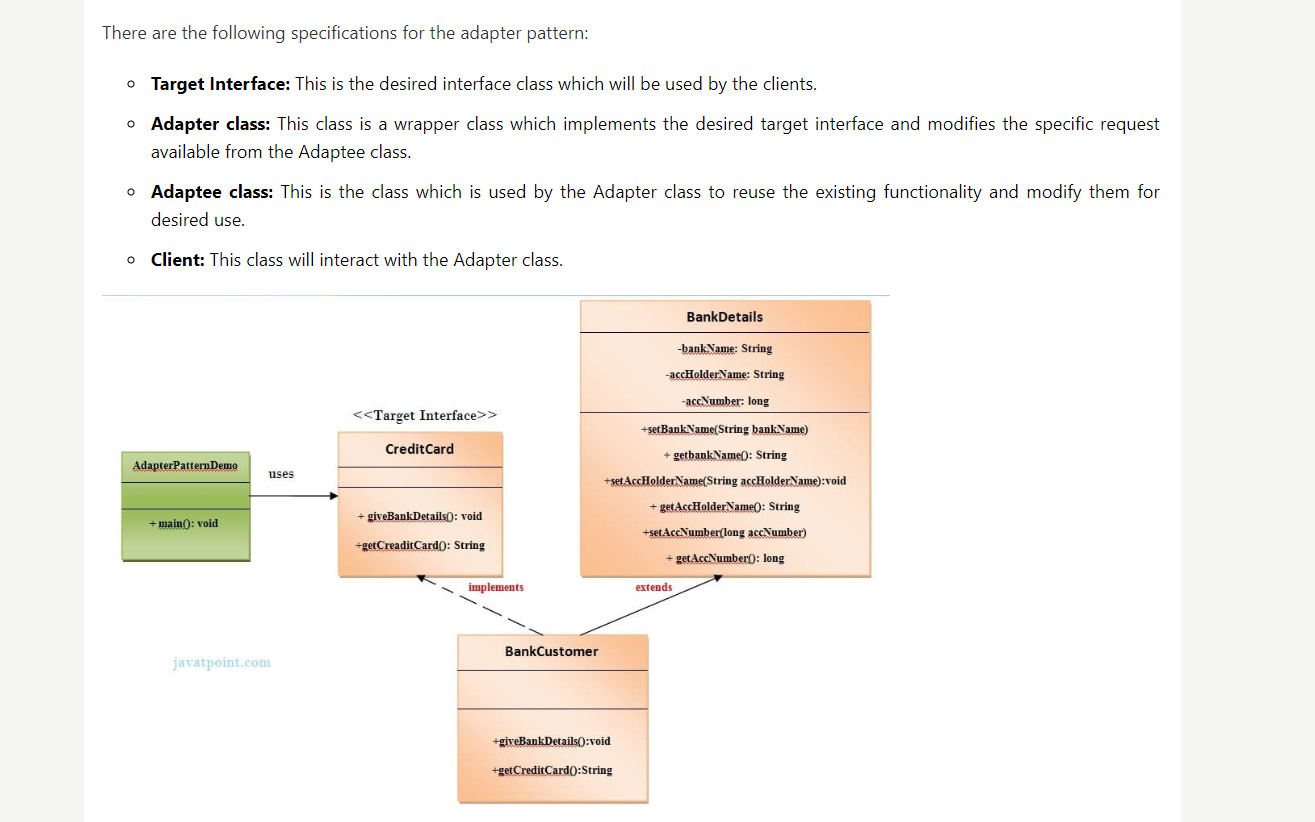 There are the following specifications for the adapter pattern:
Target Interface: This is the desired interface class which will be used by the clients.
Adapter class: This class is a wrapper class which implements the desired target interface and modifies the specific request
available from the Adaptee class.
Adaptee class: This is the class which is used by the Adapter class to reuse the existing functionality and modify them for
desired use.
Client: This class will interact with the Adapter class.
AdapterPatternDemo
+ main(): void
uses
<<Target Interface>>
CreditCard
+ giveBankDetails(): void
+getCreaditCard(): String
BankDetails
-bankName: String
-accHolderName: String
-accNumber: long
+setBankName(String bankName)
+ getbankName(): String
+setAccHolderName(String accHolderName):void
+ getAccHolderName(): String
+setAccNumber(long accNumber)
+ getAccNumber(): long
implements
extends
BankCustomer
+giveBankDetails():void
+getCreditCard():String
javatpoint.com